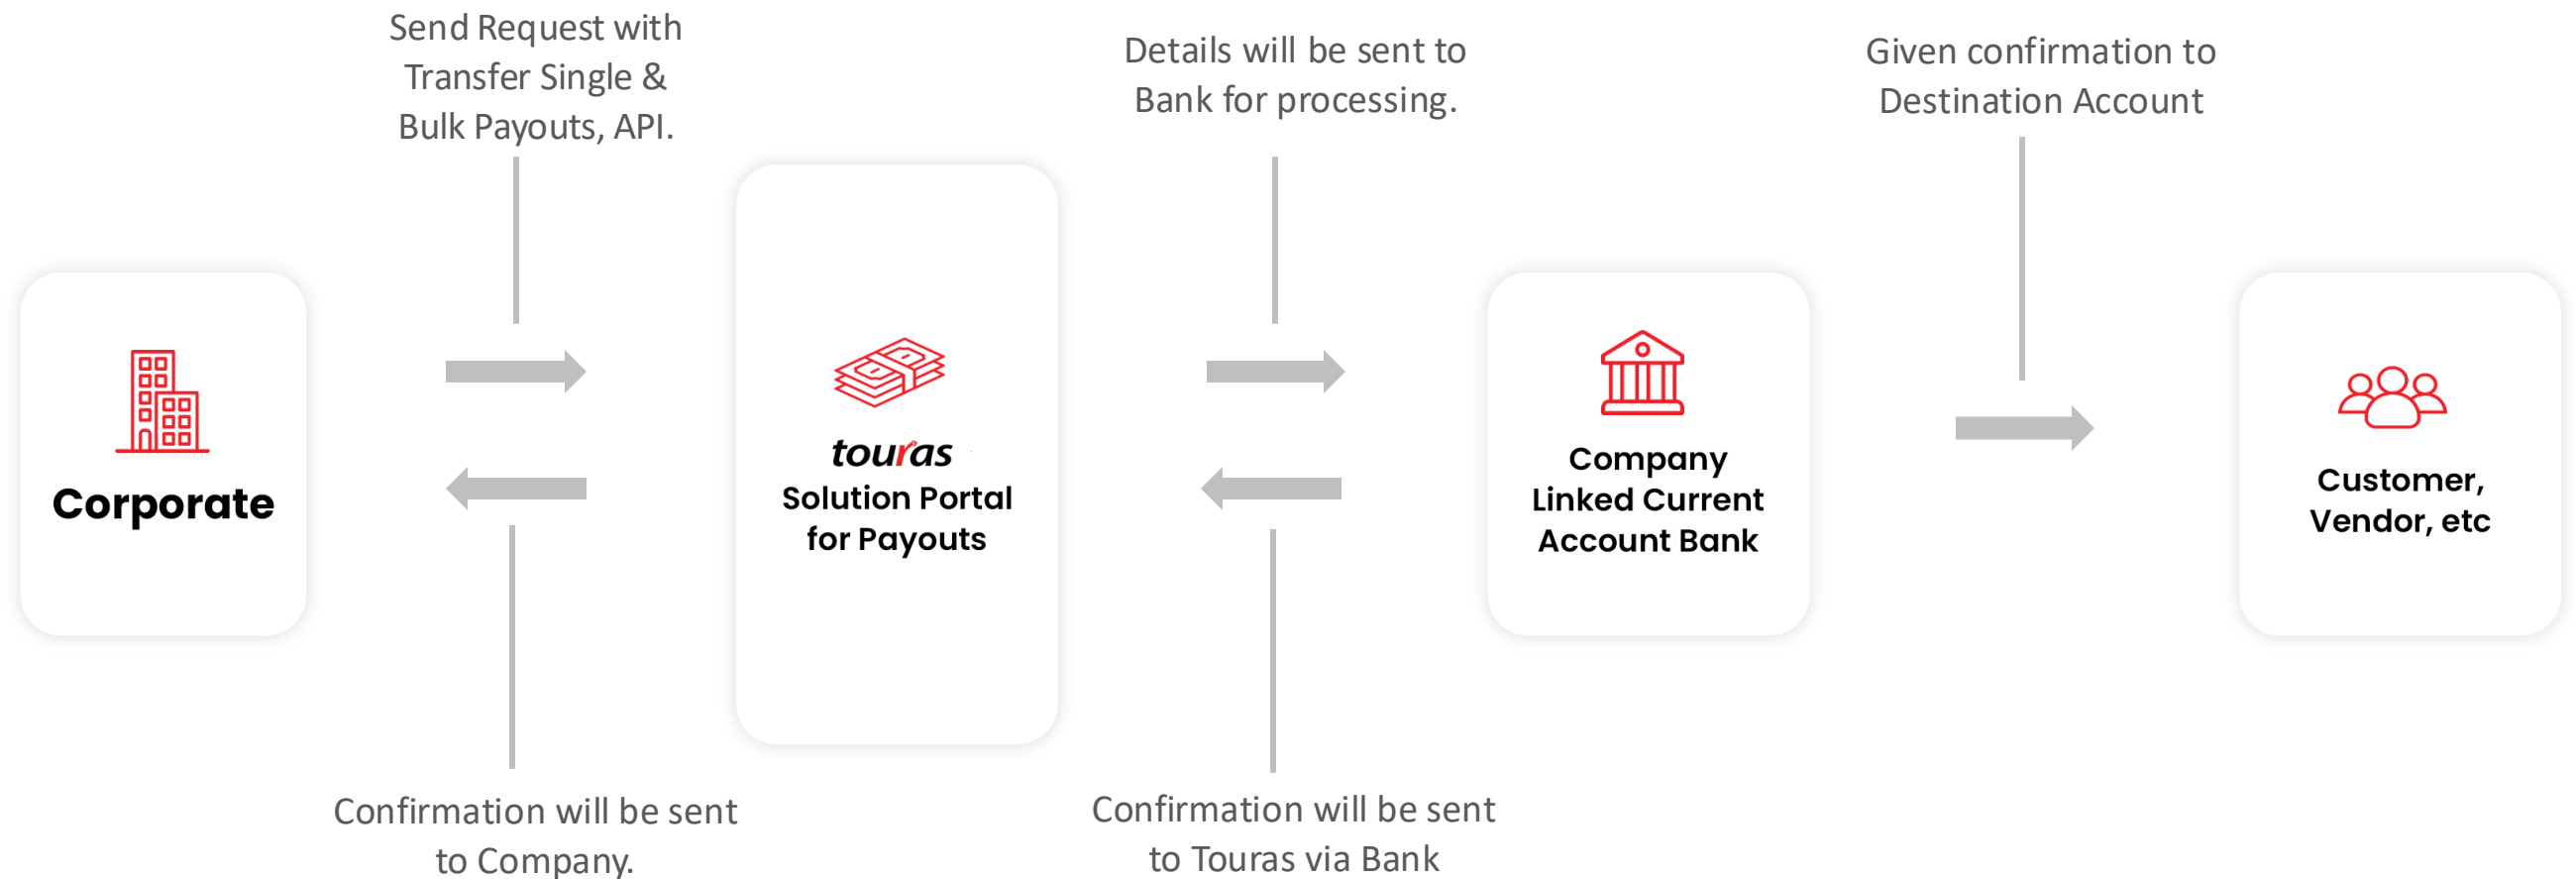 Send Request with
Transfer Single &
Bulk Payouts, API.
Details will be sent to
Bank for processing.
Given confirmation to
Destination Account
Corporate
touras
Solution Portal
for Payouts
Company
Linked Current
Account Bank
Customer,
Vendor, etc
Confirmation will be sent
to Company.
Confirmation will be sent
to Touras via Bank